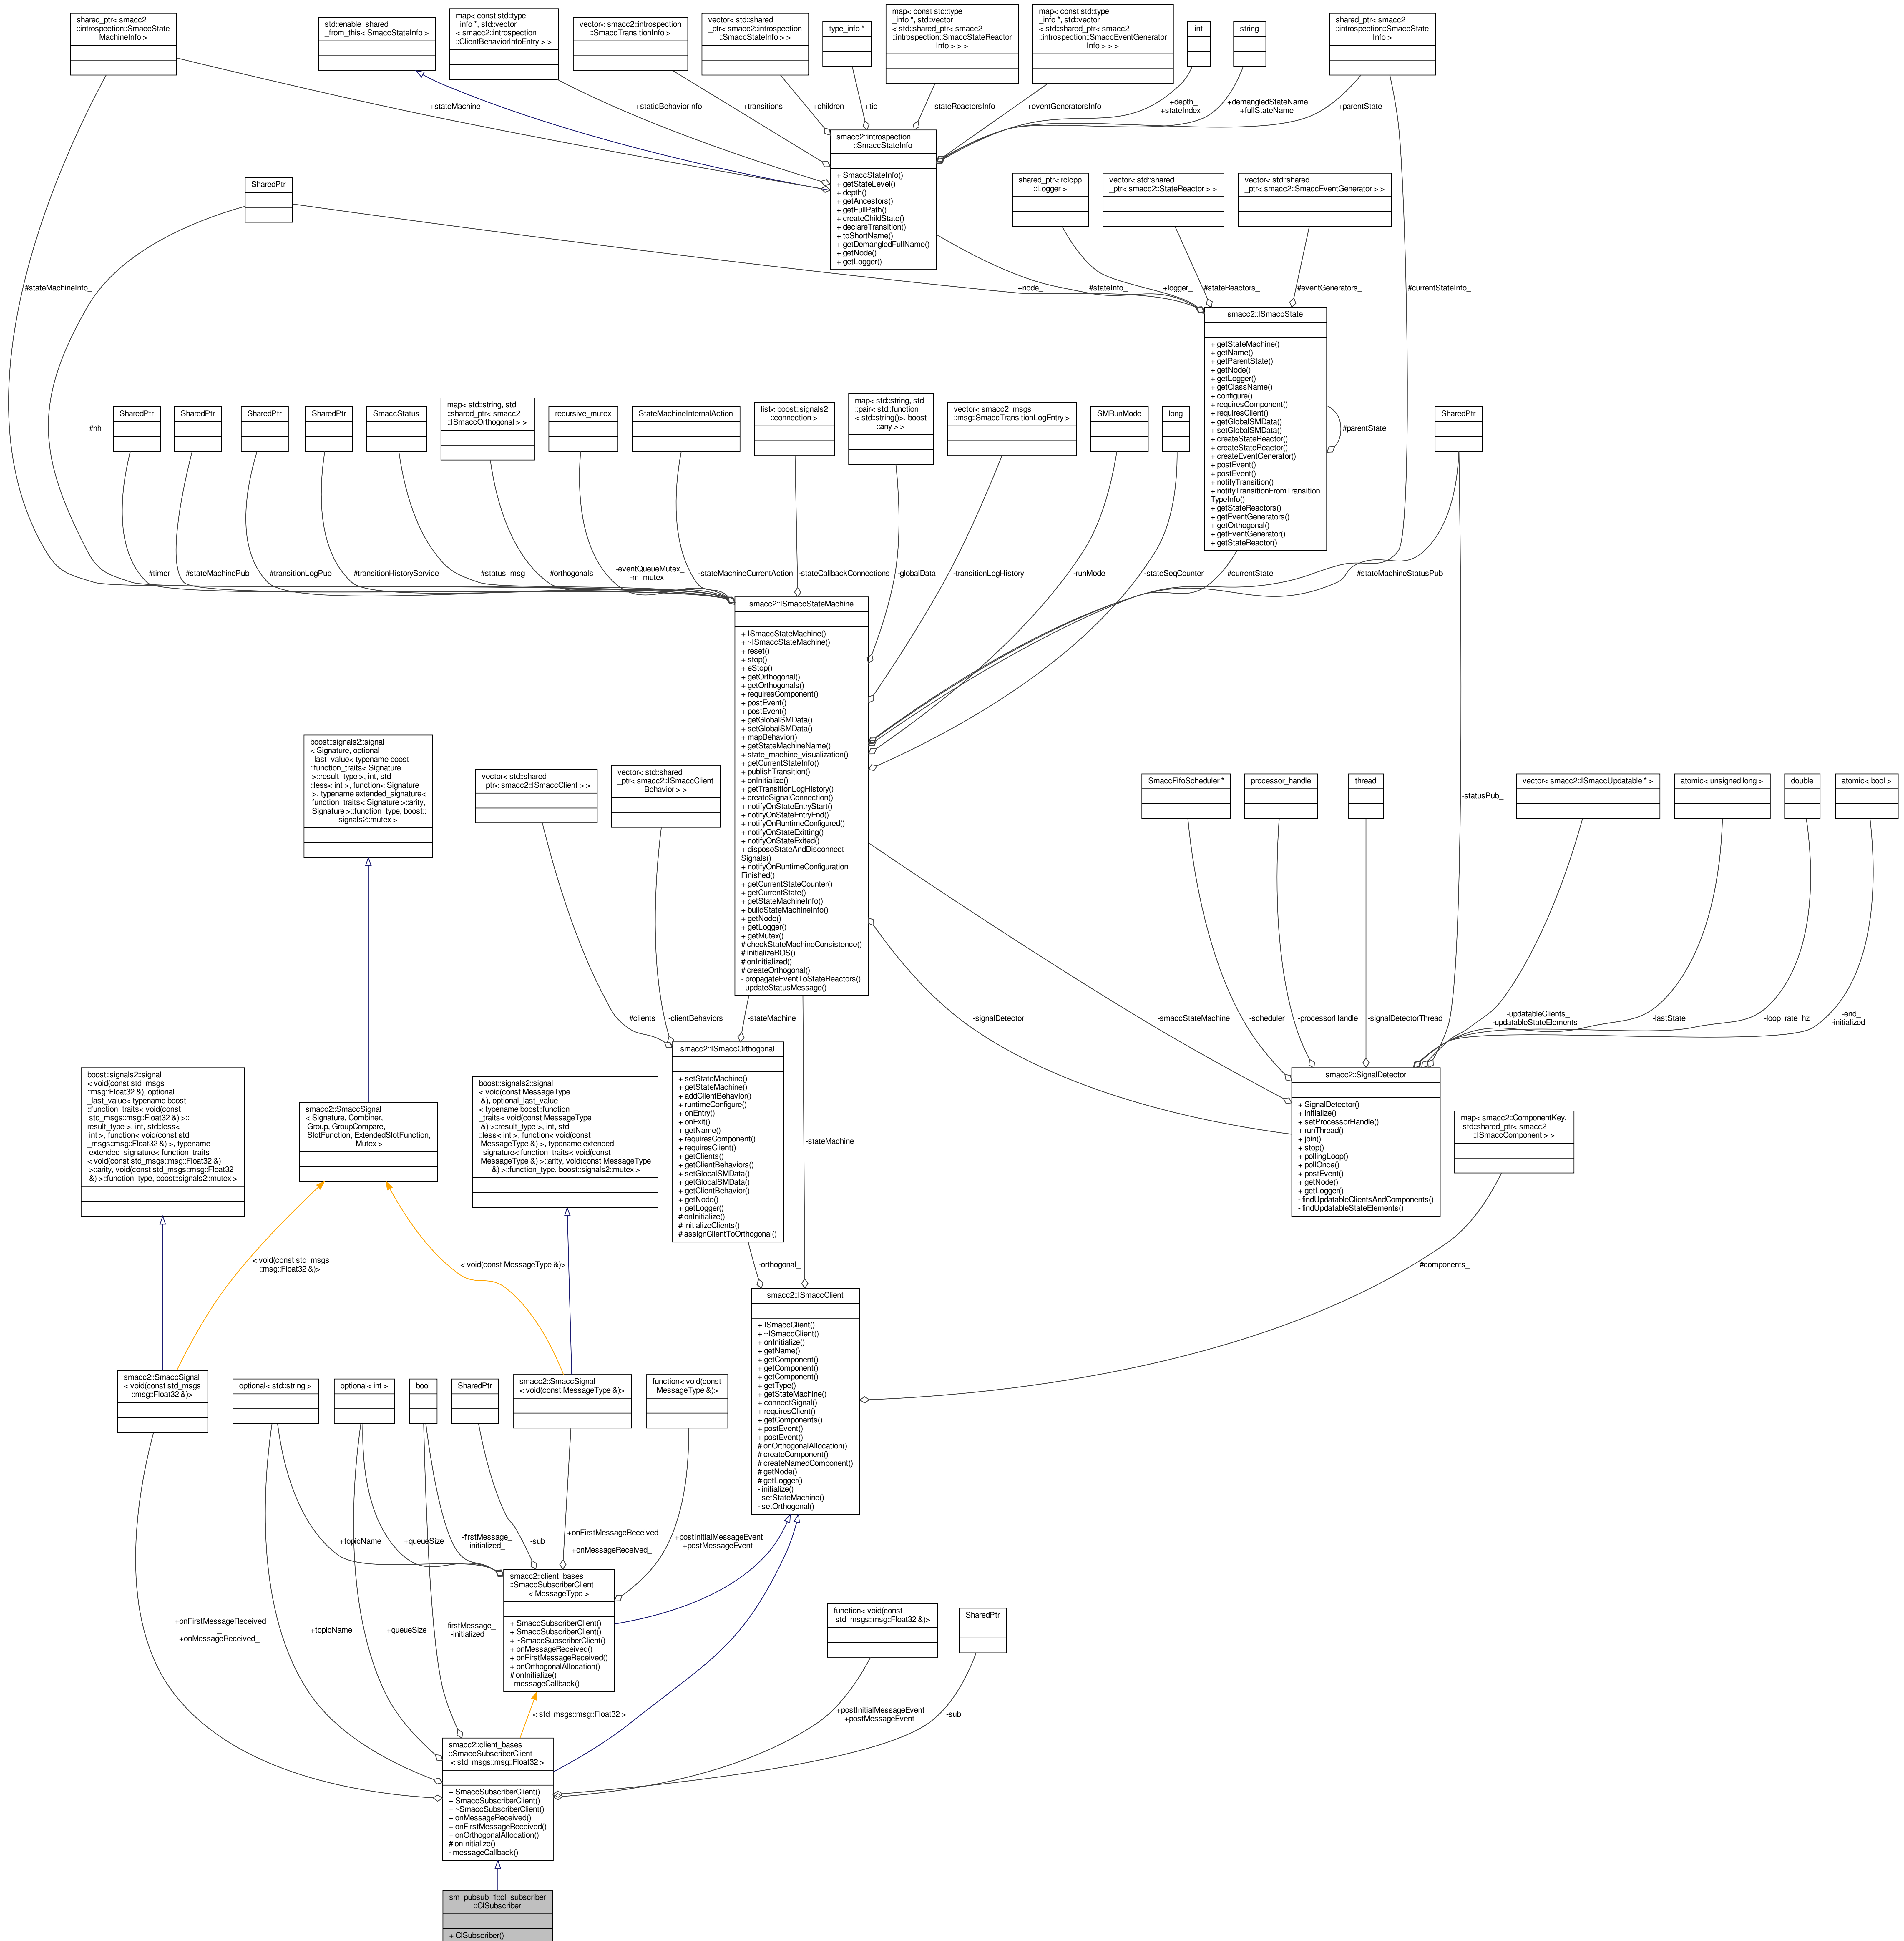 shared_ptr< smacc2
::introspection::SmaccState
MachineInfo >
std::enable_shared
_from_this< SmaccStateInfo >
map< const std::type
_info *, std::vector
< smacc2::introspection
::ClientBehaviorInfoEntry > >
vector< smacc2::introspection
::SmaccTransitionInfo >
vector< std::shared
_ptr< smacc2::introspection
::SmaccStateInfo > >
type_info *
map< const std::type
_info *, std::vector
< std::shared_ptr< smacc2
::introspection::SmaccStateReactor
Info > > >
map< const std::type
_info *, std::vector
< std::shared_ptr< smacc2
::introspection::SmaccEventGenerator
Info > > >
int
string
shared_ptr< smacc2
::introspection::SmaccState
Info >
+stateMachine_
+staticBehaviorInfo
+transitions_
+children_
+tid_
+stateReactorsInfo
+eventGeneratorsInfo
+depth_
+stateIndex_
+demangledStateName
+fullStateName
+parentState_
smacc2::introspection
::SmaccStateInfo
+ SmaccStateInfo()
+ getStateLevel()
+ depth()
+ getAncestors()
+ getFullPath()
+ createChildState()
+ declareTransition()
+ toShortName()
+ getDemangledFullName()
+ getNode()
+ getLogger()
SharedPtr
shared_ptr< rclcpp
::Logger >
vector< std::shared
_ptr< smacc2::StateReactor > >
vector< std::shared
_ptr< smacc2::SmaccEventGenerator > >
#stateMachineInfo_
+node_
#stateInfo_
+logger_
#stateReactors_
#eventGenerators_
#currentStateInfo_
smacc2::ISmaccState
+ getStateMachine()
+ getName()
+ getParentState()
+ getNode()
+ getLogger()
+ getClassName()
+ configure()
+ requiresComponent()
+ requiresClient()
+ getGlobalSMData()
+ setGlobalSMData()
+ createStateReactor()
+ createStateReactor()
+ createEventGenerator()
+ postEvent()
+ postEvent()
+ notifyTransition()
+ notifyTransitionFromTransition
TypeInfo()
+ getStateReactors()
+ getEventGenerators()
+ getOrthogonal()
+ getEventGenerator()
+ getStateReactor()
#parentState_
#nh_
SharedPtr
SharedPtr
SharedPtr
SharedPtr
SmaccStatus
map< std::string, std
::shared_ptr< smacc2
::ISmaccOrthogonal > >
recursive_mutex
StateMachineInternalAction
list< boost::signals2
::connection >
map< std::string, std
::pair< std::function
< std::string()>, boost
::any > >
vector< smacc2_msgs
::msg::SmaccTransitionLogEntry >
SMRunMode
long
SharedPtr
#timer_
#stateMachinePub_
#transitionLogPub_
#transitionHistoryService_
#status_msg_
#orthogonals_
-eventQueueMutex_
-m_mutex_
-stateMachineCurrentAction
-stateCallbackConnections
-globalData_
-transitionLogHistory_
-runMode_
-stateSeqCounter_
#currentState_
#stateMachineStatusPub_
smacc2::ISmaccStateMachine
+ ISmaccStateMachine()
+ ~ISmaccStateMachine()
+ reset()
+ stop()
+ eStop()
+ getOrthogonal()
+ getOrthogonals()
+ requiresComponent()
+ postEvent()
+ postEvent()
+ getGlobalSMData()
+ setGlobalSMData()
+ mapBehavior()
+ getStateMachineName()
+ state_machine_visualization()
+ getCurrentStateInfo()
+ publishTransition()
+ onInitialize()
+ getTransitionLogHistory()
+ createSignalConnection()
+ notifyOnStateEntryStart()
+ notifyOnStateEntryEnd()
+ notifyOnRuntimeConfigured()
+ notifyOnStateExitting()
+ notifyOnStateExited()
+ disposeStateAndDisconnect
Signals()
+ notifyOnRuntimeConfiguration
Finished()
+ getCurrentStateCounter()
+ getCurrentState()
+ getStateMachineInfo()
+ buildStateMachineInfo()
+ getNode()
+ getLogger()
+ getMutex()
# checkStateMachineConsistence()
# initializeROS()
# onInitialized()
# createOrthogonal()
- propagateEventToStateReactors()
- updateStatusMessage()
boost::signals2::signal
< Signature, optional
_last_value< typename boost
::function_traits< Signature
>::result_type >, int, std
::less< int >, function< Signature
>, typename extended_signature<
function_traits< Signature >::arity,
Signature >::function_type, boost::
signals2::mutex >
vector< std::shared
_ptr< smacc2::ISmaccClient > >
vector< std::shared
_ptr< smacc2::ISmaccClient
Behavior > >
SmaccFifoScheduler *
processor_handle
thread
-statusPub_
vector< smacc2::ISmaccUpdatable * >
atomic< unsigned long >
double
atomic< bool >
#clients_
-clientBehaviors_
-stateMachine_
-signalDetector_
-smaccStateMachine_
-scheduler_
-processorHandle_
-signalDetectorThread_
-updatableClients_
-updatableStateElements_
-lastState_
-loop_rate_hz
-end_
-initialized_
smacc2::ISmaccOrthogonal
+ setStateMachine()
+ getStateMachine()
+ addClientBehavior()
+ runtimeConfigure()
+ onEntry()
+ onExit()
+ getName()
+ requiresComponent()
+ requiresClient()
+ getClients()
+ getClientBehaviors()
+ setGlobalSMData()
+ getGlobalSMData()
+ getClientBehavior()
+ getNode()
+ getLogger()
# onInitialize()
# initializeClients()
# assignClientToOrthogonal()
smacc2::SignalDetector
+ SignalDetector()
+ initialize()
+ setProcessorHandle()
+ runThread()
+ join()
+ stop()
+ pollingLoop()
+ pollOnce()
+ postEvent()
+ getNode()
+ getLogger()
- findUpdatableClientsAndComponents()
- findUpdatableStateElements()
boost::signals2::signal
< void(const std_msgs
::msg::Float32 &), optional
_last_value< typename boost
::function_traits< void(const
std_msgs::msg::Float32 &) >::
result_type >, int, std::less<
int >, function< void(const std
_msgs::msg::Float32 &) >, typename
extended_signature< function_traits
< void(const std_msgs::msg::Float32 &)
>::arity, void(const std_msgs::msg::Float32
&) >::function_type, boost::signals2::mutex >
smacc2::SmaccSignal
< Signature, Combiner,
Group, GroupCompare,
SlotFunction, ExtendedSlotFunction,
Mutex >
boost::signals2::signal
< void(const MessageType
&), optional_last_value
< typename boost::function
_traits< void(const MessageType
&) >::result_type >, int, std
::less< int >, function< void(const
MessageType &) >, typename extended
_signature< function_traits< void(const
MessageType &) >::arity, void(const MessageType
&) >::function_type, boost::signals2::mutex >
-stateMachine_
map< smacc2::ComponentKey,
std::shared_ptr< smacc2
::ISmaccComponent > >
< void(const std_msgs
::msg::Float32 &)>
< void(const MessageType &)>
-orthogonal_
#components_
smacc2::ISmaccClient
+ ISmaccClient()
+ ~ISmaccClient()
+ onInitialize()
+ getName()
+ getComponent()
+ getComponent()
+ getComponent()
+ getType()
+ getStateMachine()
+ connectSignal()
+ requiresClient()
+ getComponents()
+ postEvent()
+ postEvent()
# onOrthogonalAllocation()
# createComponent()
# createNamedComponent()
# getNode()
# getLogger()
- initialize()
- setStateMachine()
- setOrthogonal()
smacc2::SmaccSignal
< void(const std_msgs
::msg::Float32 &)>
optional< std::string >
optional< int >
bool
SharedPtr
smacc2::SmaccSignal
< void(const MessageType &)>
function< void(const
MessageType &)>
+topicName
+queueSize
-firstMessage_
-initialized_
-sub_
+onFirstMessageReceived
_
+onMessageReceived_
+postInitialMessageEvent
+postMessageEvent
smacc2::client_bases
::SmaccSubscriberClient
< MessageType >
+ SmaccSubscriberClient()
+ SmaccSubscriberClient()
+ ~SmaccSubscriberClient()
+ onMessageReceived()
+ onFirstMessageReceived()
+ onOrthogonalAllocation()
# onInitialize()
- messageCallback()
+onFirstMessageReceived
_
+onMessageReceived_
+topicName
+queueSize
-firstMessage_
-initialized_
function< void(const
std_msgs::msg::Float32 &)>
SharedPtr
< std_msgs::msg::Float32 >
+postInitialMessageEvent
+postMessageEvent
-sub_
smacc2::client_bases
::SmaccSubscriberClient
< std_msgs::msg::Float32 >
+ SmaccSubscriberClient()
+ SmaccSubscriberClient()
+ ~SmaccSubscriberClient()
+ onMessageReceived()
+ onFirstMessageReceived()
+ onOrthogonalAllocation()
# onInitialize()
- messageCallback()
sm_pubsub_1::cl_subscriber
::ClSubscriber
+ ClSubscriber()